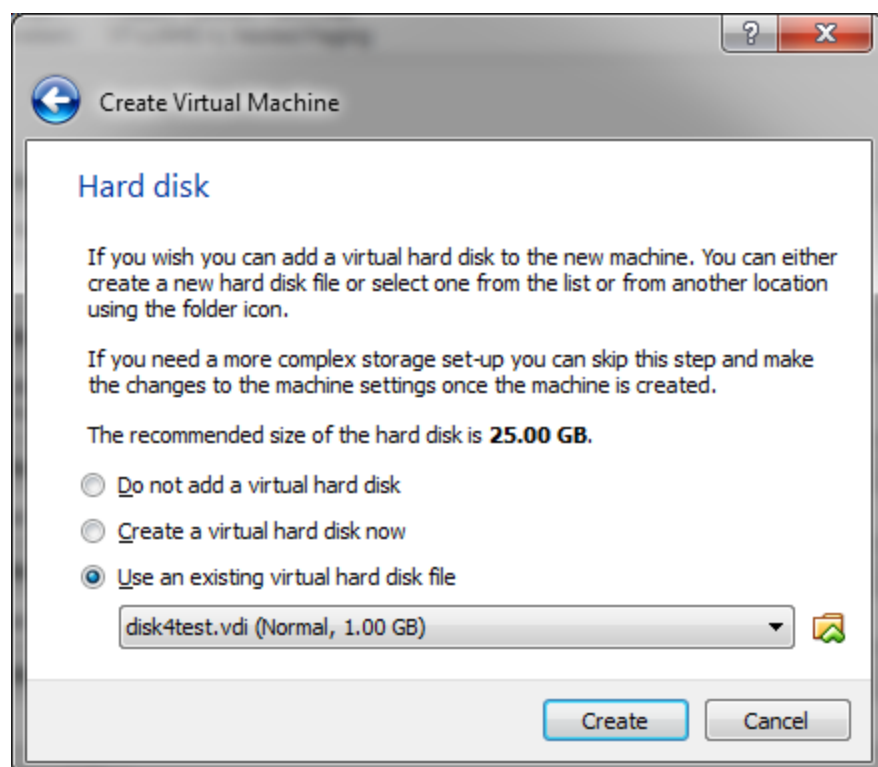 Create Virtual Machine
Hard disk
If you wish you can add a virtual hard disk to the new machine. You can either
create a new hard disk file or select one from the list or from another location
using the folder icon.
If you need a more complex storage set-up you can skip this step and make
the changes to the machine settings once the machine is created.
The recommended size of the hard disk is 25.00 GB.
Do not add a virtual hard disk
Create a virtual hard disk now
Use an existing virtual hard disk file
disk4test.vdi (Normal, 1.00 GB)
Create Cancel